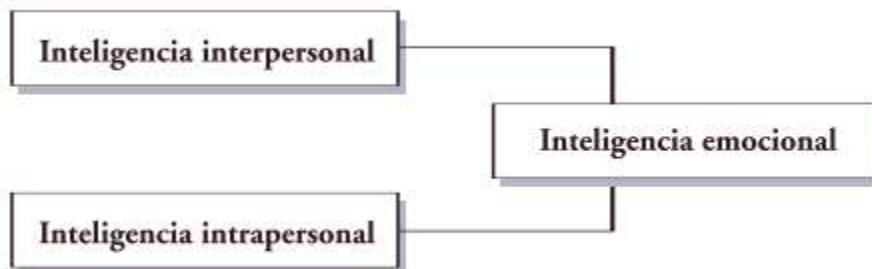 Inteligencia interpersonal
Inteligencia emocional
Inteligencia intrapersonal